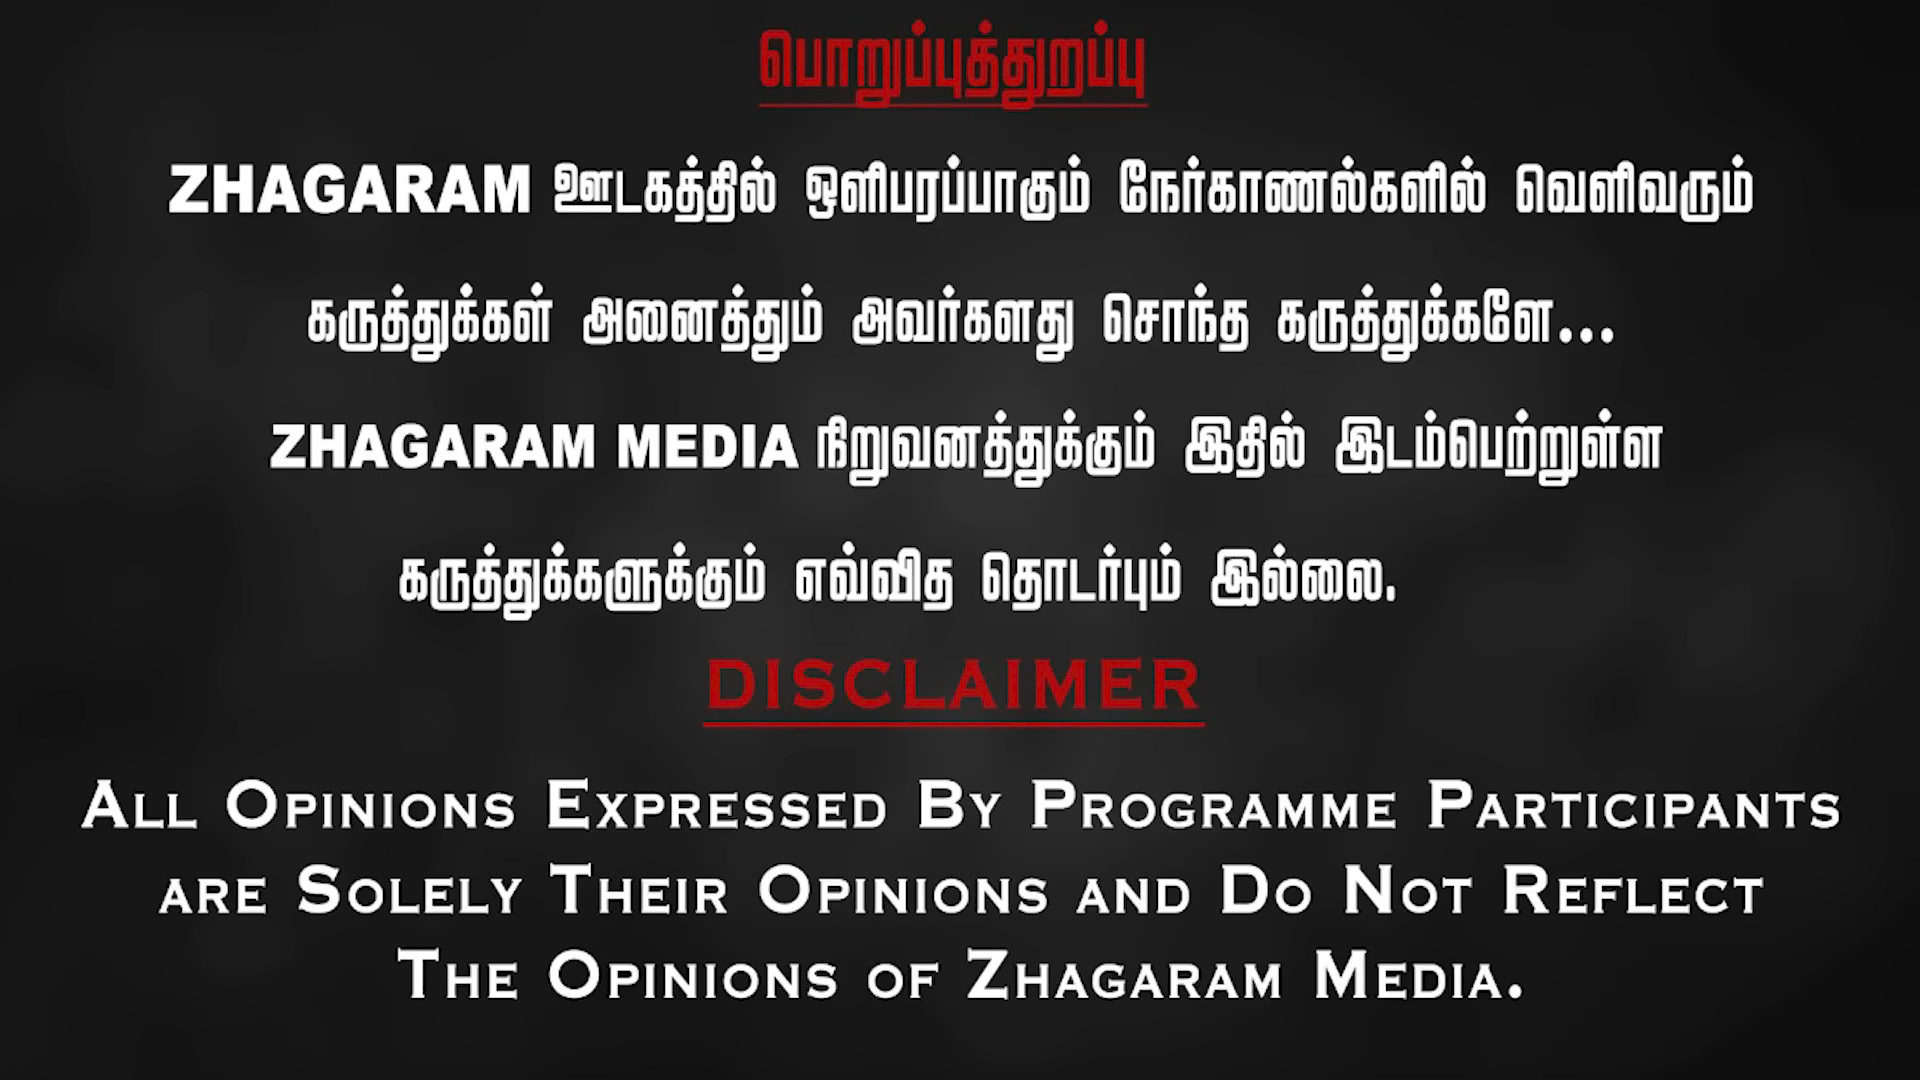 பொறுப்புத்துறப்பு
ZHAGARAM ஊடகத்தில் ஒளிபரப்பாகும் நேர்காணல்களில் வெளிவரும்
கருத்துக்கள் அனைத்தும் அவர்களது சொந்த கருத்துக்களே...
ZHAGARAM MEDIA நிறுவனத்துக்கும் இதில் இடம்பெற்றுள்ள
கருத்துக்களுக்கும் எவ்வித தொடர்பும் இல்லை.
DISCLAIMER
All Opinions Expressed By Programme Participants
are Solely Their Opinions and Do Not Reflect
The Opinions of Zhagaram Media.